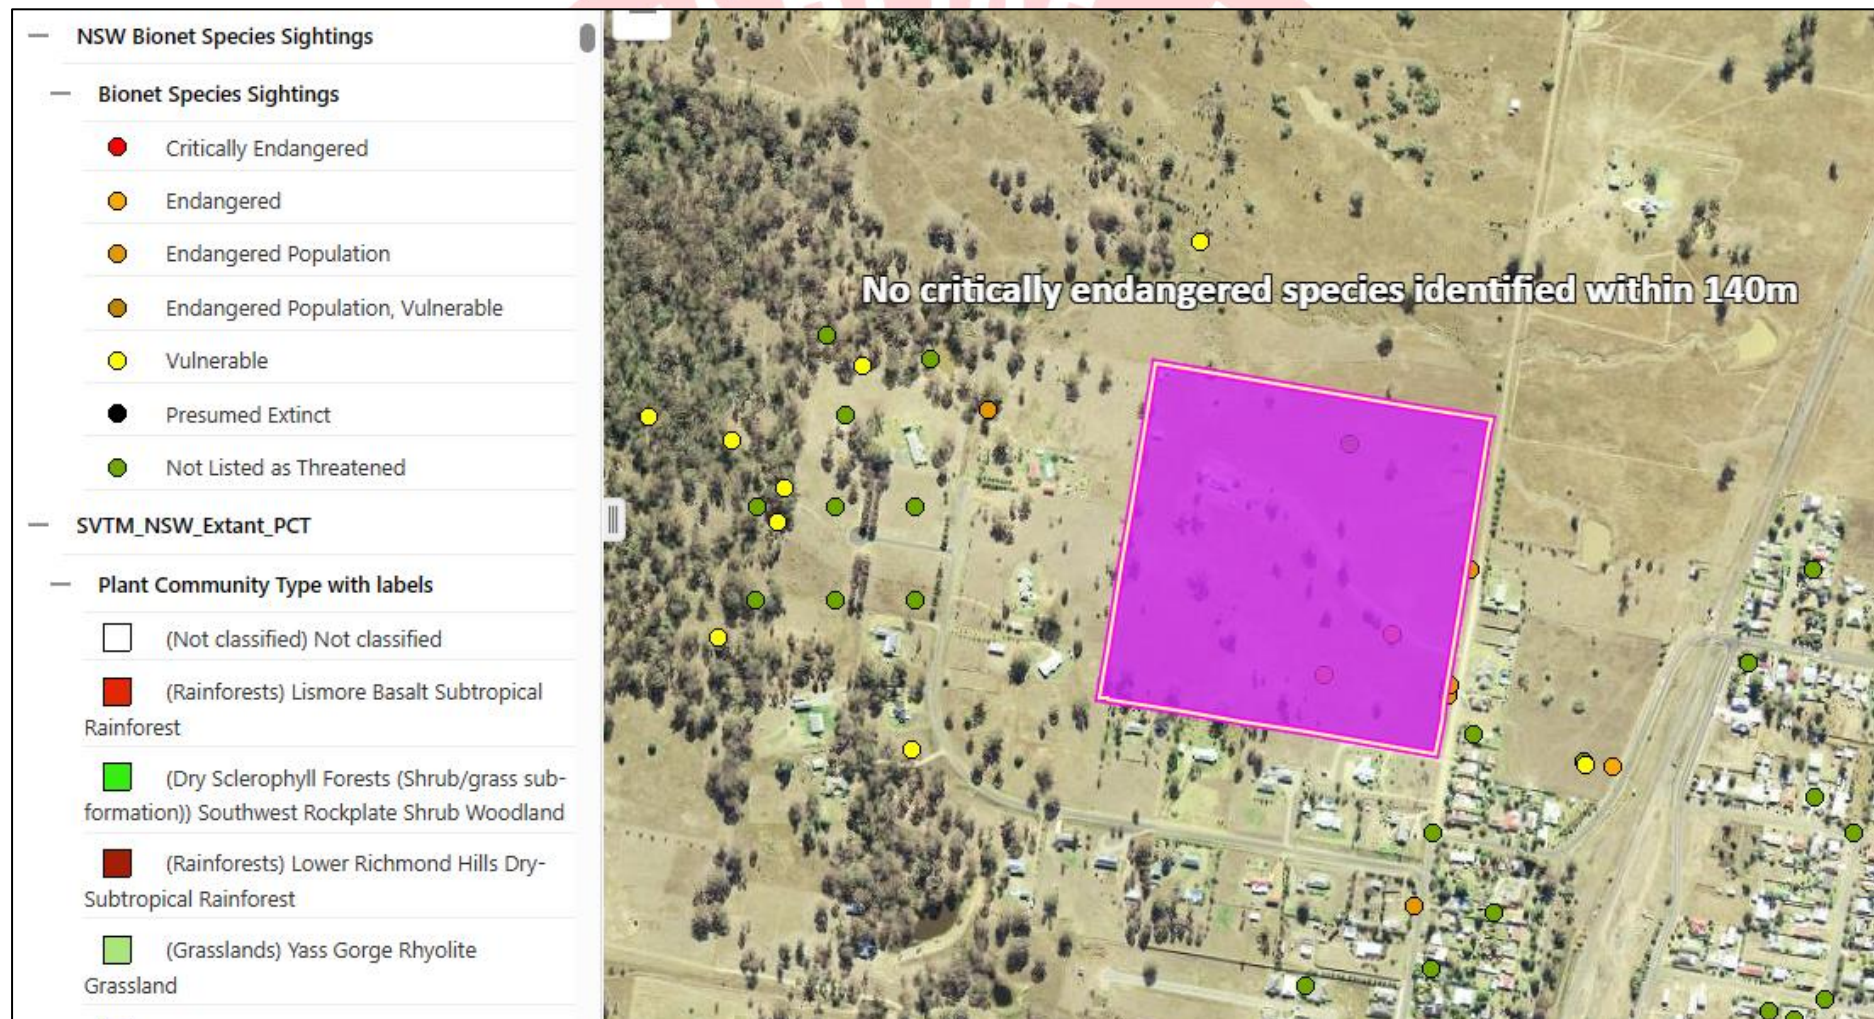 NSW Bionet Species Sightings
Bionet Species Sightings
Critically Endangered
Endangered
Endangered Population
Endangered Population, Vulnerable
Vulnerable
Presumed Extinct
Not Listed as Threatened
SVTM_NSW_Extant_PCT
Plant Community Type with labels
(Not classified) Not classified
(Rainforests) Lismore Basalt Subtropical
Rainforest
(Dry Sclerophyll Forests (Shrub/grass sub-
formation)) Southwest Rockplate Shrub Woodland
(Rainforests) Lower Richmond Hills Dry-
Subtropical Rainforest
(Grasslands) Yass Gorge Rhyolite
Grassland
No critically endangered species identified within 140m